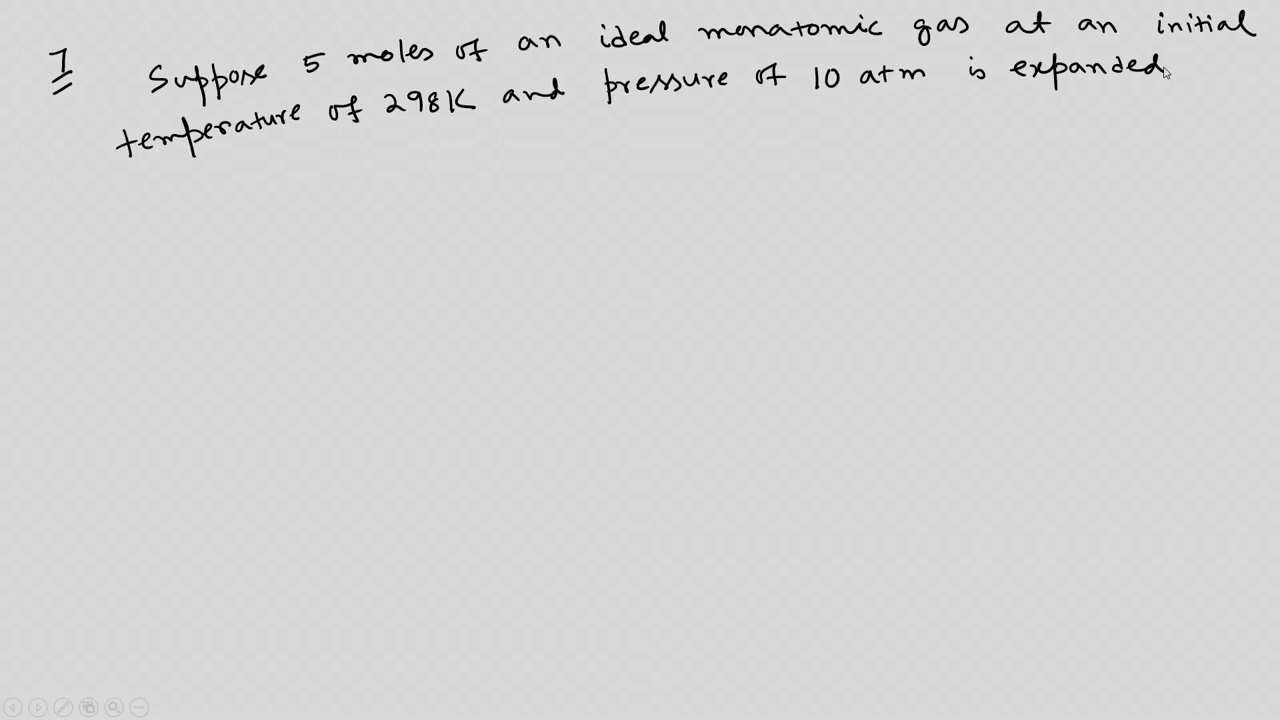 7 Suppose 5 moles of an ideal monatomic gas at an initial
temperature of 298K and pressure of 10 atm is expanded